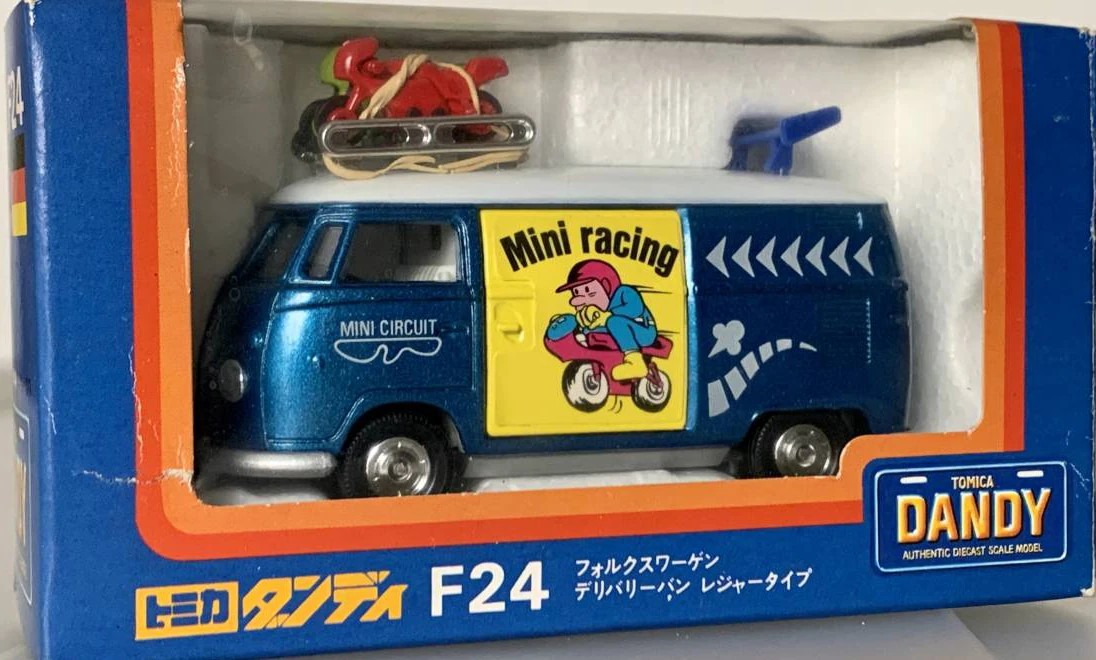 F24
Mini racing
MINI CIRCUIT
TOMICA
DANDY
AUTHENTIC DIECAST SCALE MODEL
トミカ ダンディ F24
フォルクスワーゲン
デリバリーバン レジャータイプ